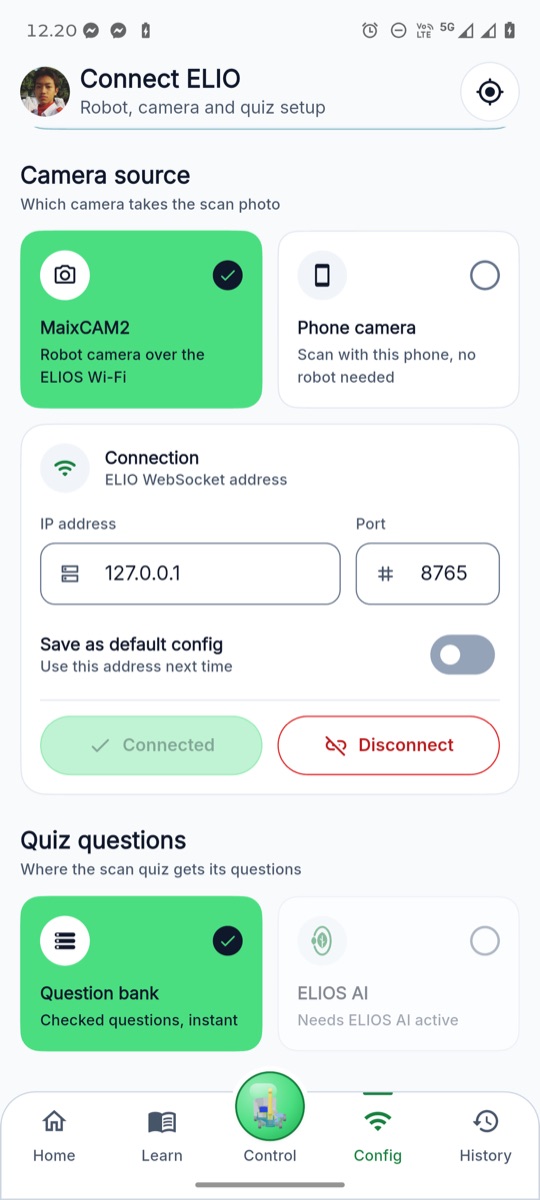 12.20
Vo))
LTE
5G
Connect ELIO
Robot, camera and quiz setup
Camera source
Which camera takes the scan photo
MaixCAM2
Robot camera over the
ELIOS Wi-Fi
Phone camera
Scan with this phone, no
robot needed
Connection
ELIO WebSocket address
IP address
Port
127.0.0.1
# 8765
Save as default config
Use this address next time
Connected
Disconnect
Quiz questions
Where the scan quiz gets its questions
Question bank
Checked questions, instant
ELIOS AI
Needs ELIOS AI active
Home
Learn
Control
Config
History